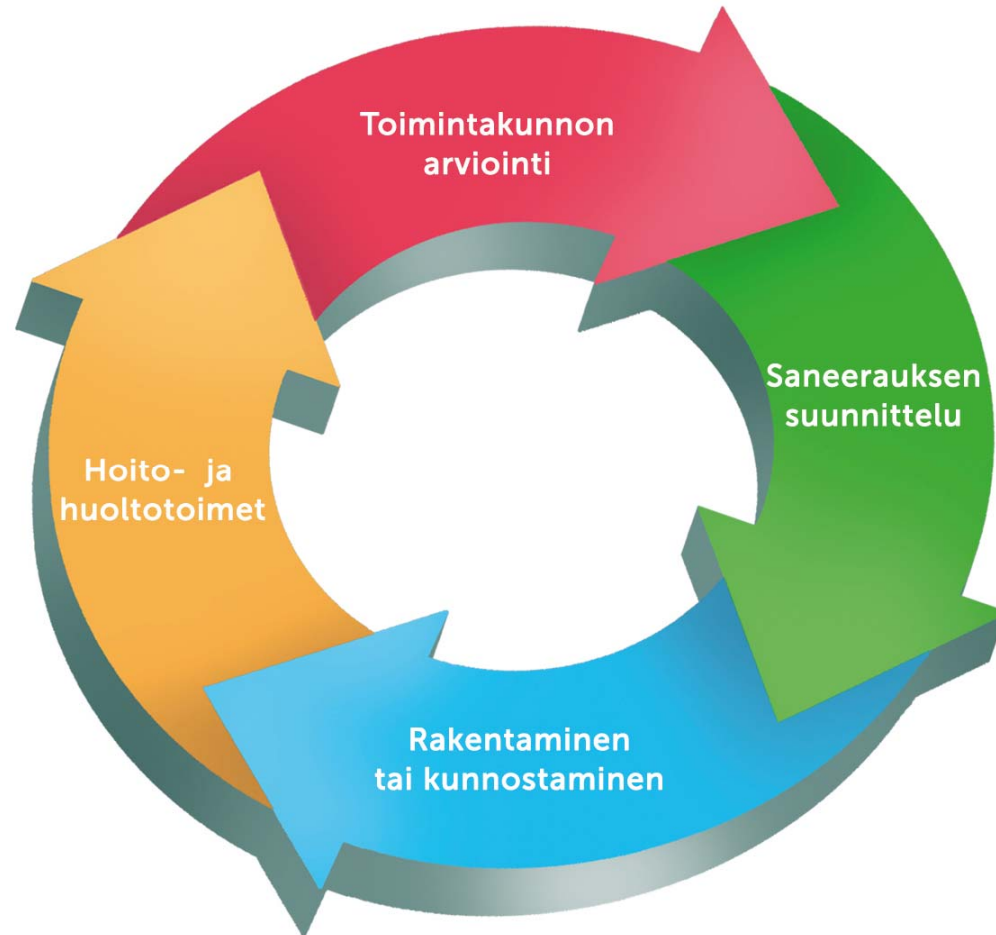 Toimintakunnon
arviointi
Saneerauksen
suunnittelu
Rakentaminen
tai kunnostaminen
Hoito- ja
huoltotoimet